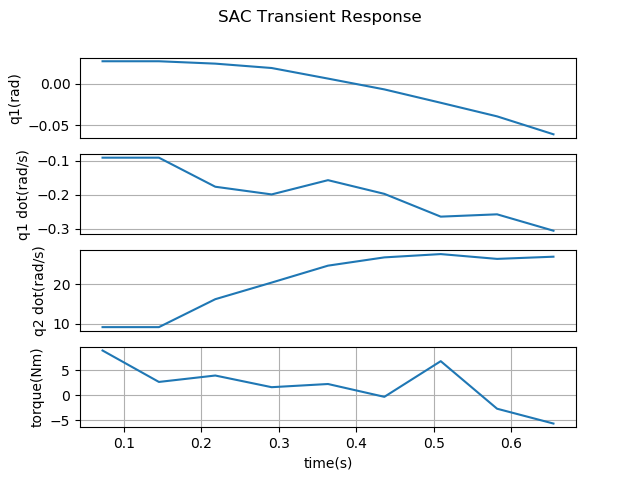 SAC Transient Response
0.00
−0.05
q1(rad)
−0.1
−0.2
−0.3
q1 dot(rad/s)
20
10
q2 dot(rad/s)
5
0
−5
torque(Nm)
0.1 0.2 0.3 0.4 0.5 0.6
time(s)